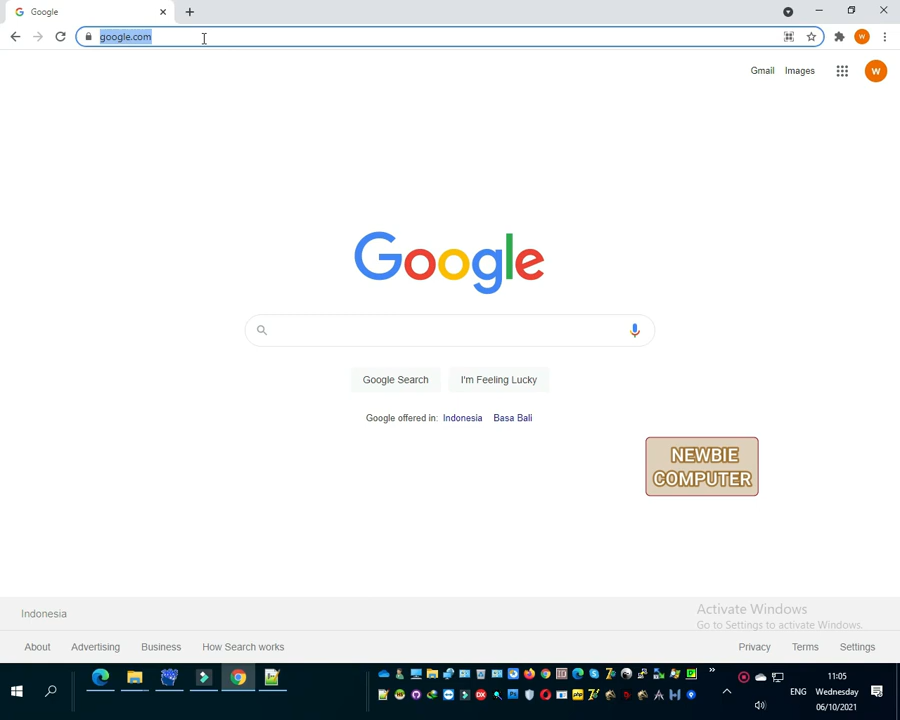 Google
google.com
W
Gmail
Images
W
Google
Google Search
I'm Feeling Lucky
Google offered in: Indonesia Basa Bali
NEWBIE
COMPUTER
Indonesia
Activate Windows
Go to Settings to activate Windows.
About
Advertising
Business
How Search works
Privacy
Terms
Settings
11:05
ENG
Wednesday
06/10/2021